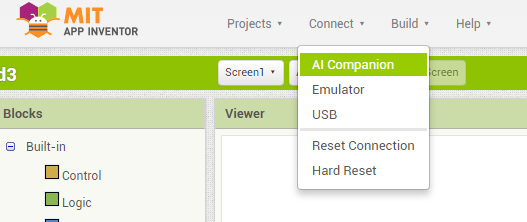 MIT
APP INVENTOR
Projects Connect Build Help
d3
Screen1
Screen
AI Companion
Emulator
USB
Reset Connection
Hard Reset
Blocks
Viewer
Built-in
Control
Logic